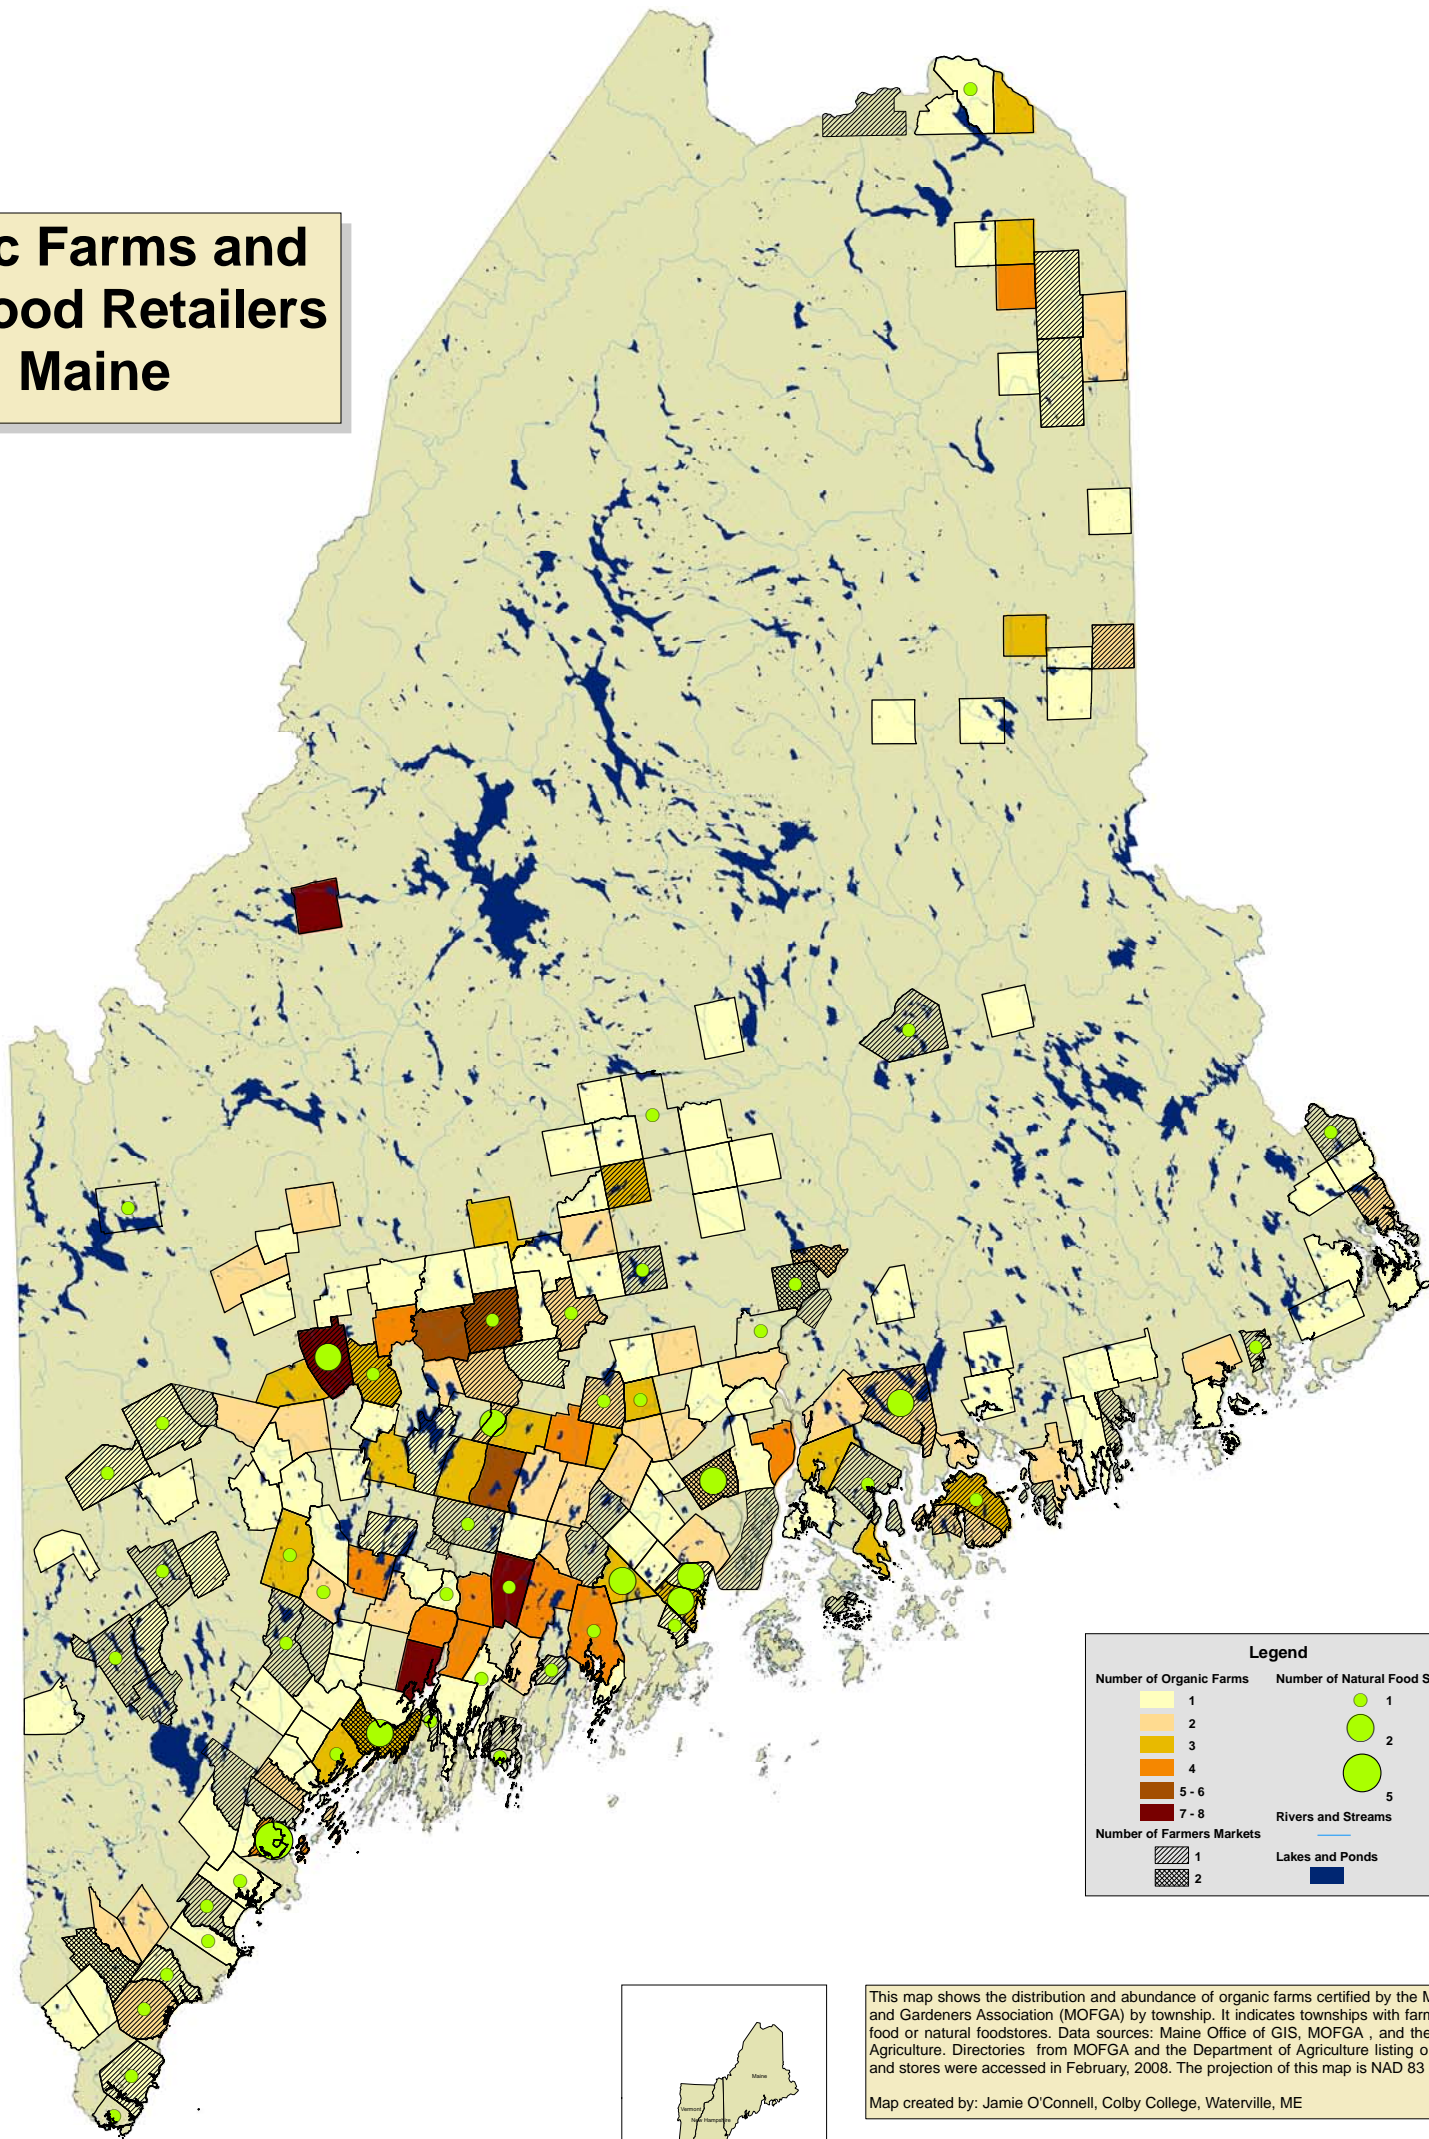 c Farms and
ood Retailers
Maine
Legend
Number of Organic Farms
1
2
3
4
5 - 6
7 - 8
Number of Farmers Markets
1
2
Number of Natural Food S
1
2
5
Rivers and Streams
Lakes and Ponds
Maine
Vermont
New Hampshire
This map shows the distribution and abundance of organic farms certified by the M
and Gardeners Association (MOFGA) by township. It indicates townships with farm
food or natural foodstores. Data sources: Maine Office of GIS, MOFGA , and the
Agriculture. Directories from MOFGA and the Department of Agriculture listing o
and stores were accessed in February, 2008. The projection of this map is NAD 83
Map created by: Jamie O'Connell, Colby College, Waterville, ME